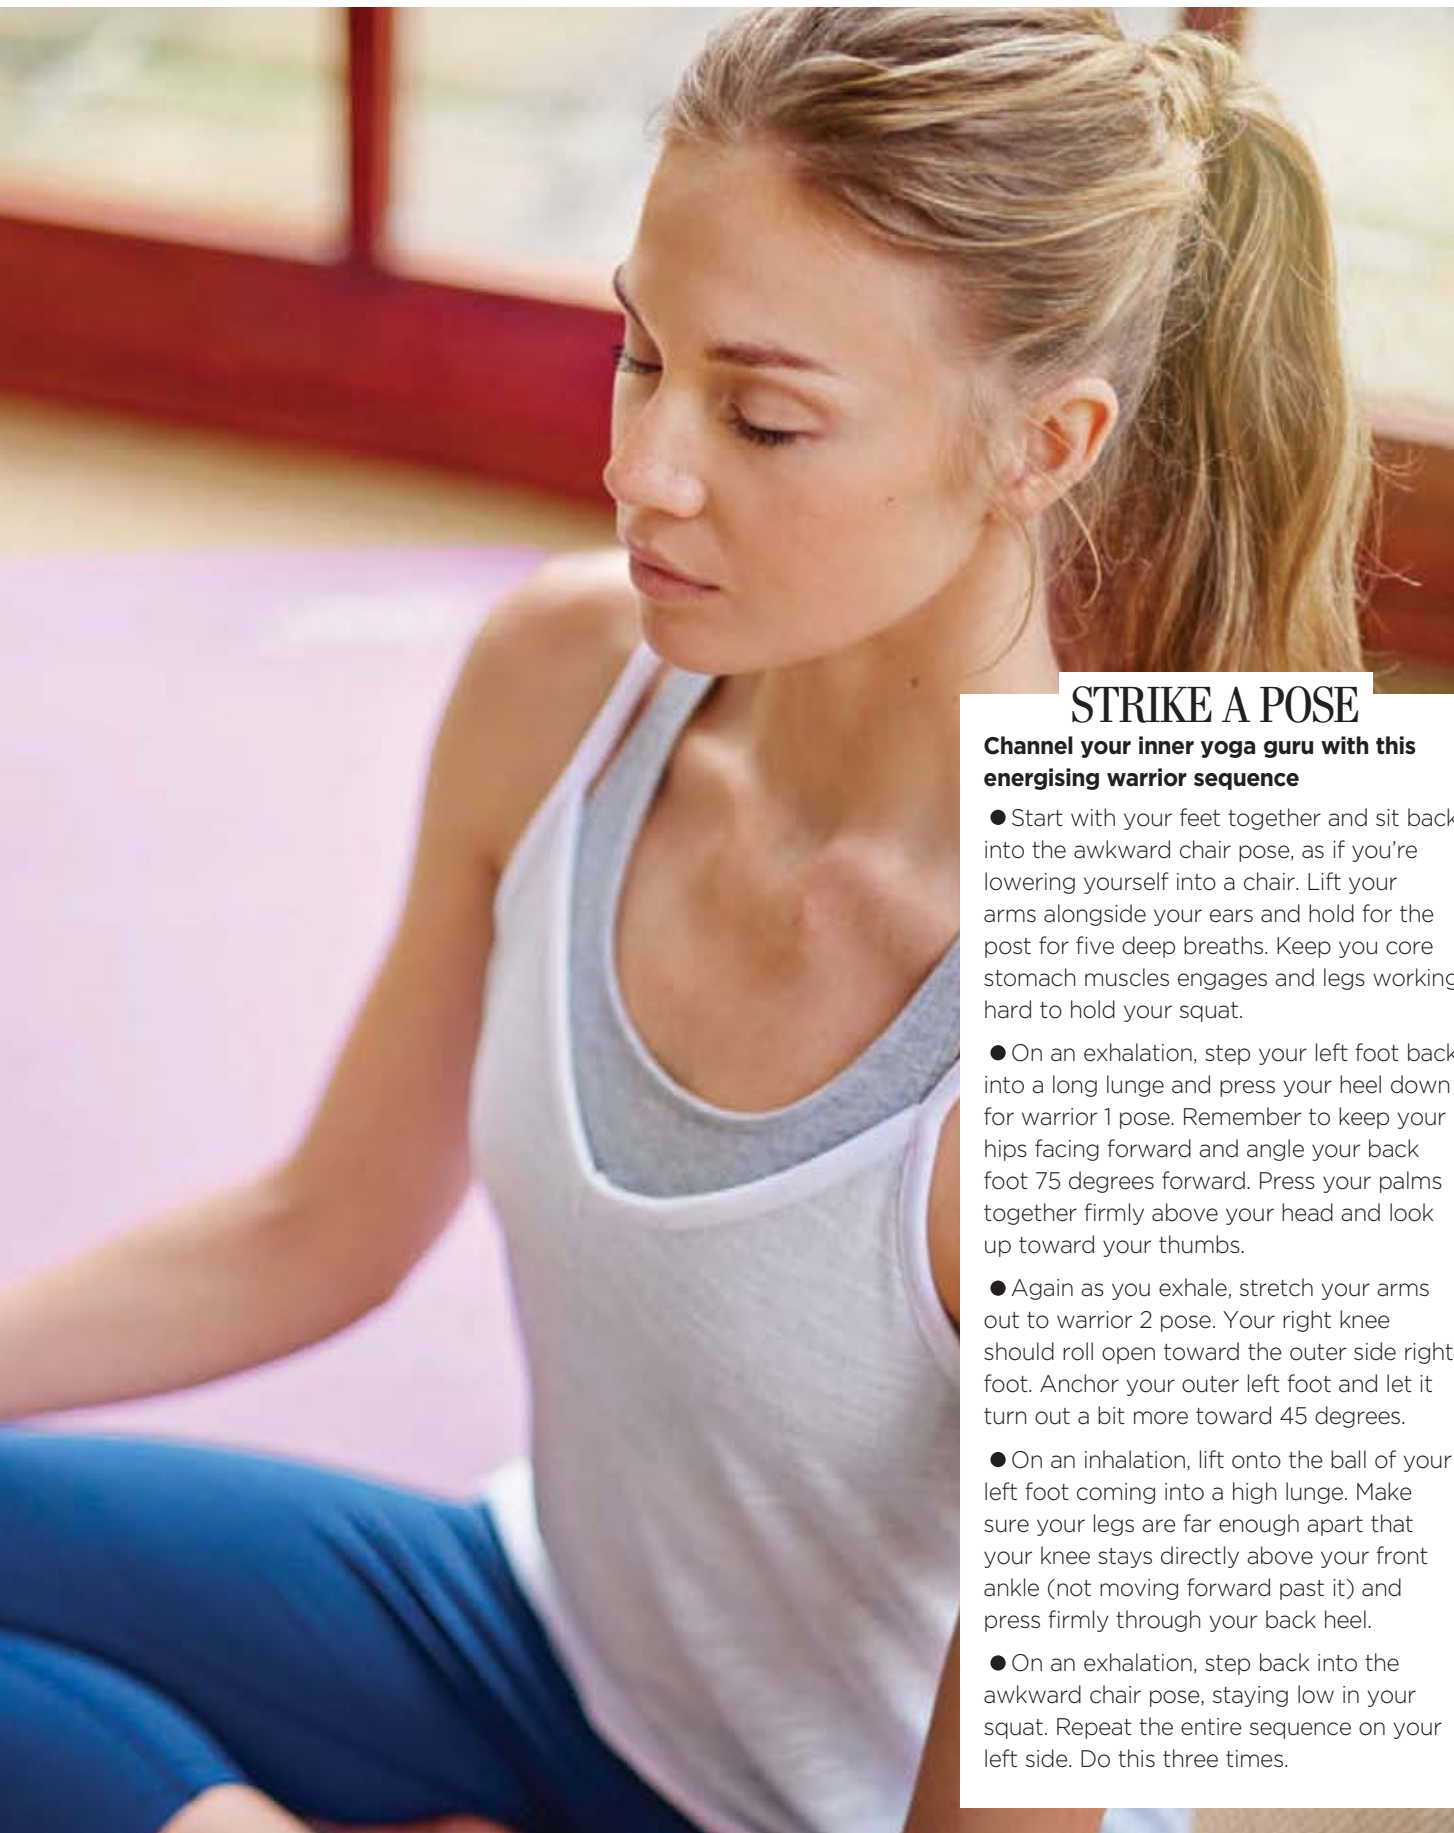 STRIKE A POSE
Channel your inner yoga guru with this
energising warrior sequence
● Start with your feet together and sit back
into the awkward chair pose, as if you’re
lowering yourself into a chair. Lift your
arms alongside your ears and hold for the
post for five deep breaths. Keep you core
stomach muscles engages and legs working
hard to hold your squat.
● On an exhalation, step your left foot back
into a long lunge and press your heel down
for warrior 1 pose. Remember to keep your
hips facing forward and angle your back
foot 75 degrees forward. Press your palms
together firmly above your head and look
up toward your thumbs.
● Again as you exhale, stretch your arms
out to warrior 2 pose. Your right knee
should roll open toward the outer side right
foot. Anchor your outer left foot and let it
turn out a bit more toward 45 degrees.
● On an inhalation, lift onto the ball of your
left foot coming into a high lunge. Make
sure your legs are far enough apart that
your knee stays directly above your front
ankle (not moving forward past it) and
press firmly through your back heel.
● On an exhalation, step back into the
awkward chair pose, staying low in your
squat. Repeat the entire sequence on your
left side. Do this three times.